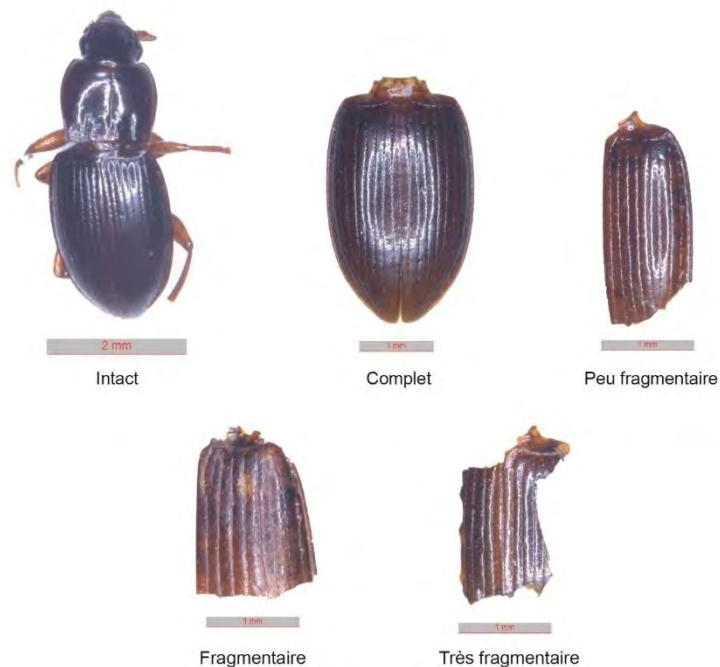 2 mm
1 mm
1 mm
Intact
Complet
Peu fragmentaire
1 mm
1 mm
Fragmentaire
Très fragmentaire